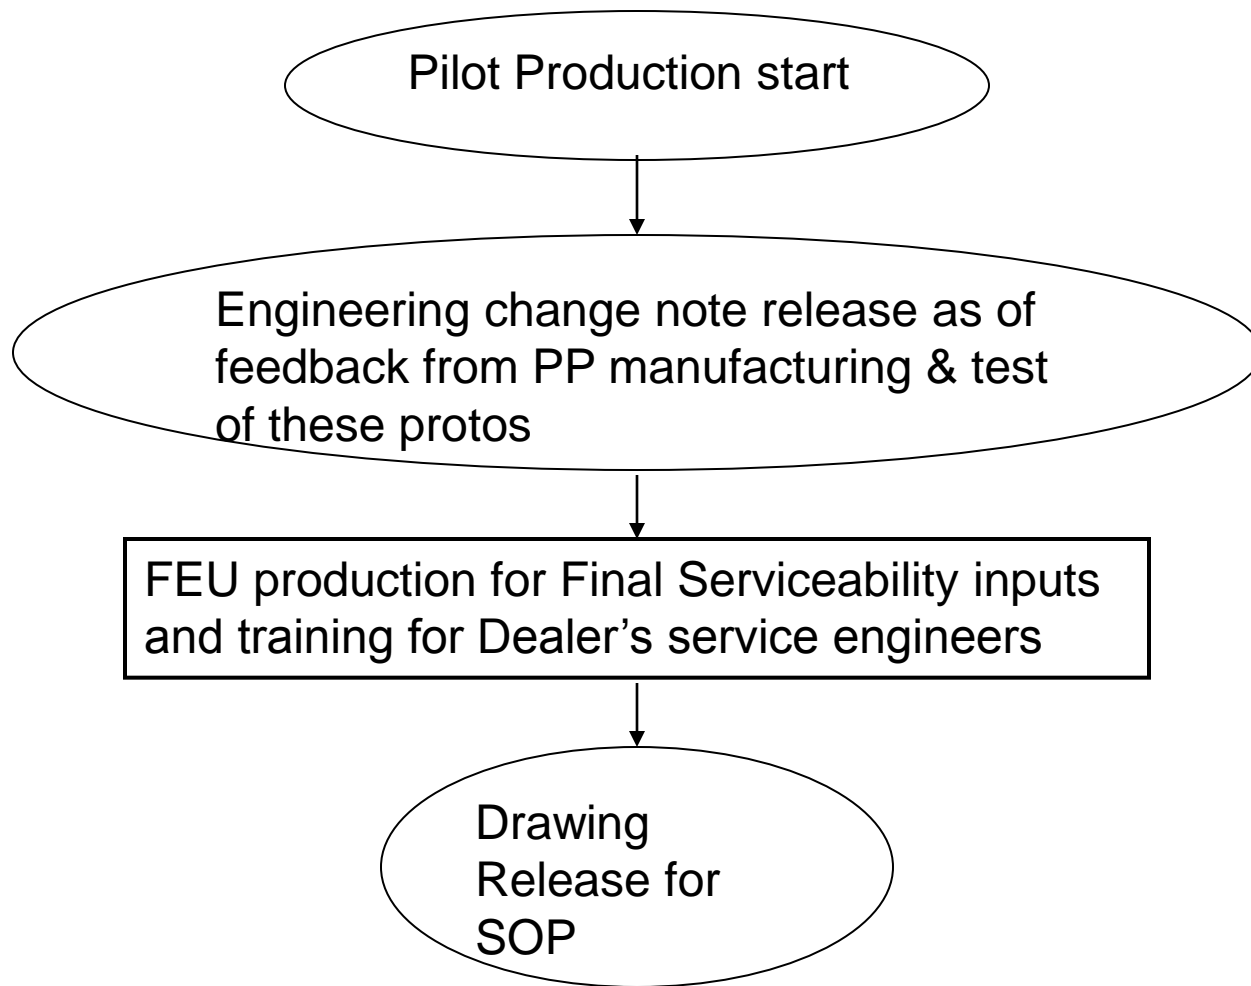 Pilot Production start
Engineering change note release as of
feedback from PP manufacturing & test
of these protos
FEU production for Final Serviceability inputs
and training for Dealer’s service engineers
Drawing
Release for
SOP